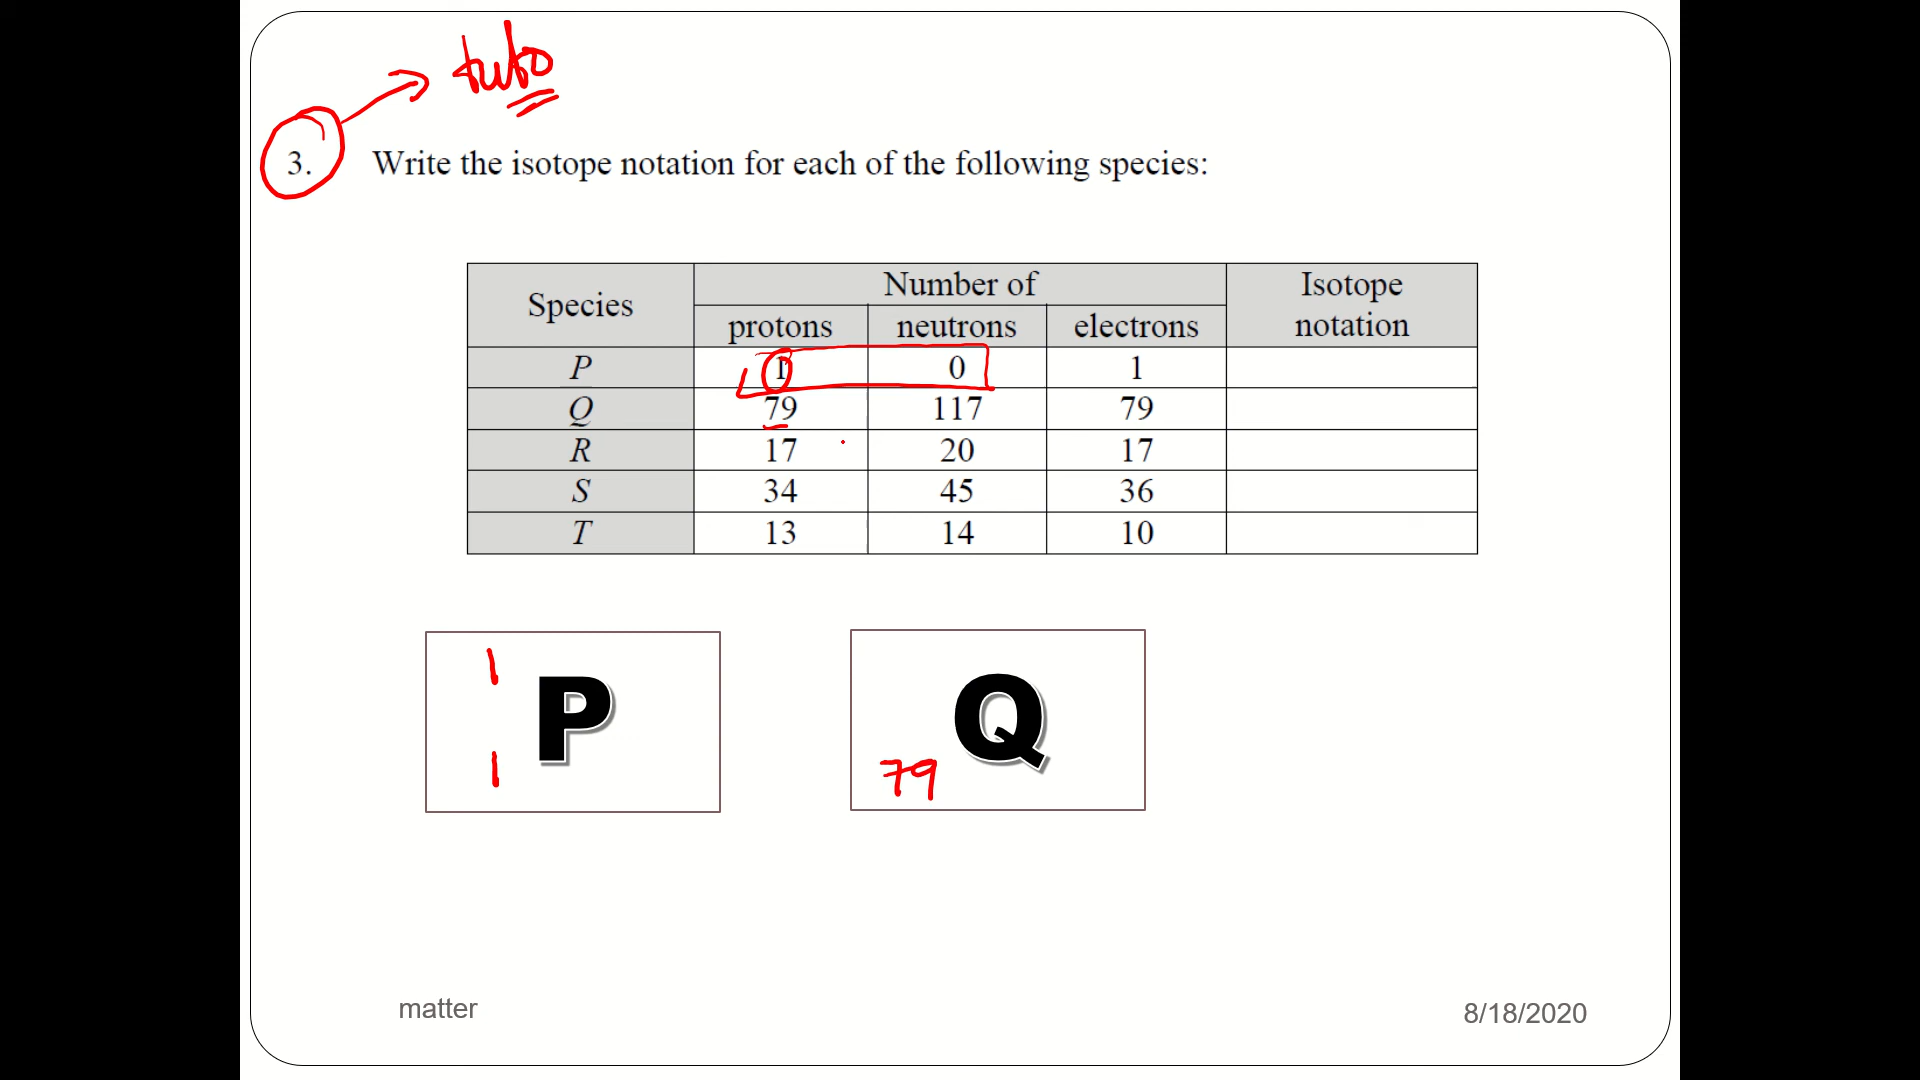 tuto
3. Write the isotope notation for each of the following species:
Species Number of Isotope notation
protons neutrons electrons
P 1 0 1
Q 79 117 79
R 17 20 17
S 34 45 36
T 13 14 10
1
P
1
Q
79
matter 8/18/2020